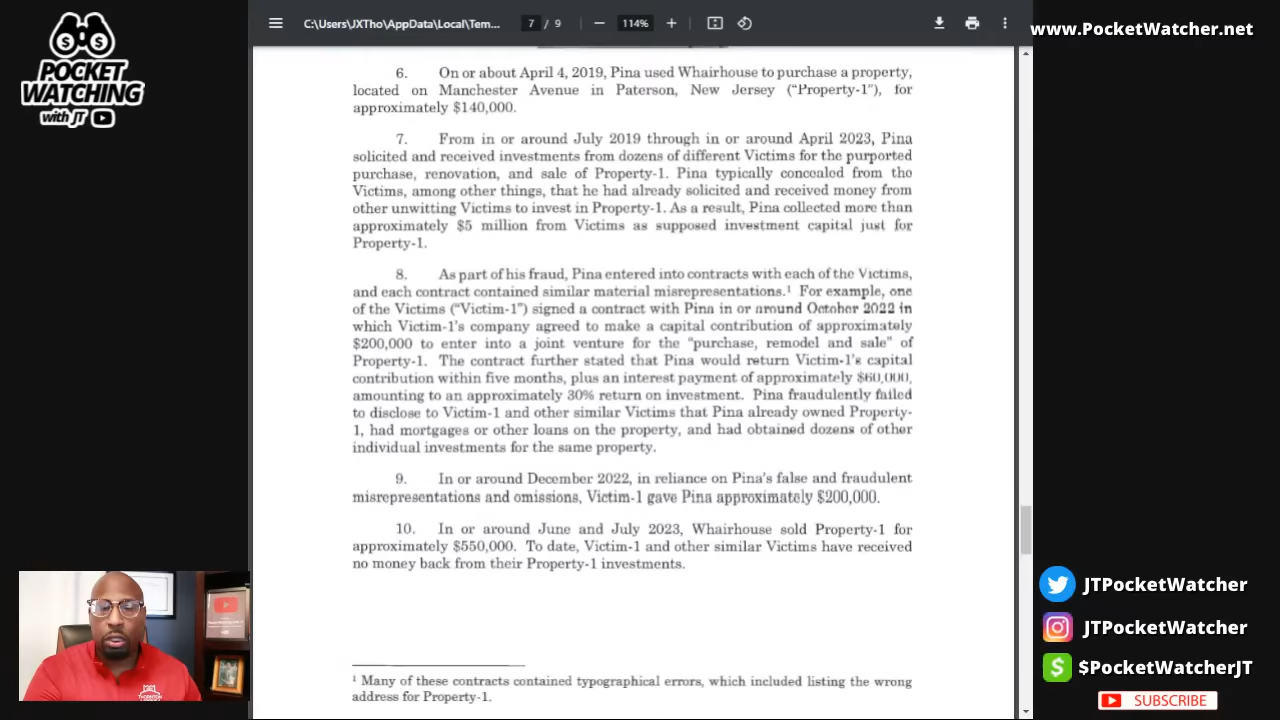 POCKET
WATCHING
with JT
C:\Users\JXTho\AppData\Local\Tem...
7 / 9
114%
www.PocketWatcher.net
6. On or about April 4, 2019, Pina used Whairhouse to purchase a property,
located on Manchester Avenue in Paterson, New Jersey (“Property-1”), for
approximately $140,000.
7. From in or around July 2019 through in or around April 2023, Pina
solicited and received investments from dozens of different Victims for the purported
purchase, renovation, and sale of Property-1. Pina typically concealed from the
Victims, among other things, that he had already solicited and received money from
other unwitting Victims to invest in Property-1. As a result, Pina collected more than
approximately $5 million from Victims as supposed investment capital just for
Property-1.
8. As part of his fraud, Pina entered into contracts with each of the Victims,
and each contract contained similar material misrepresentations.¹ For example, one
of the Victims (“Victim-1”) signed a contract with Pina in or around October 2022 in
which Victim-1’s company agreed to make a capital contribution of approximately
$200,000 to enter into a joint venture for the “purchase, remodel and sale” of
Property-1. The contract further stated that Pina would return Victim-1’s capital
contribution within five months, plus an interest payment of approximately $60,000,
amounting to an approximately 30% return on investment. Pina fraudulently failed
to disclose to Victim-1 and other similar Victims that Pina already owned Property-
1, had mortgages or other loans on the property, and had obtained dozens of other
individual investments for the same property.
9. In or around December 2022, in reliance on Pina’s false and fraudulent
misrepresentations and omissions, Victim-1 gave Pina approximately $200,000.
10. In or around June and July 2023, Whairhouse sold Property-1 for
approximately $550,000. To date, Victim-1 and other similar Victims have received
no money back from their Property-1 investments.
¹ Many of these contracts contained typographical errors, which included listing the wrong
address for Property-1.
JTPocketWatcher
JTPocketWatcher
$PocketWatcherJT
SUBSCRIBE